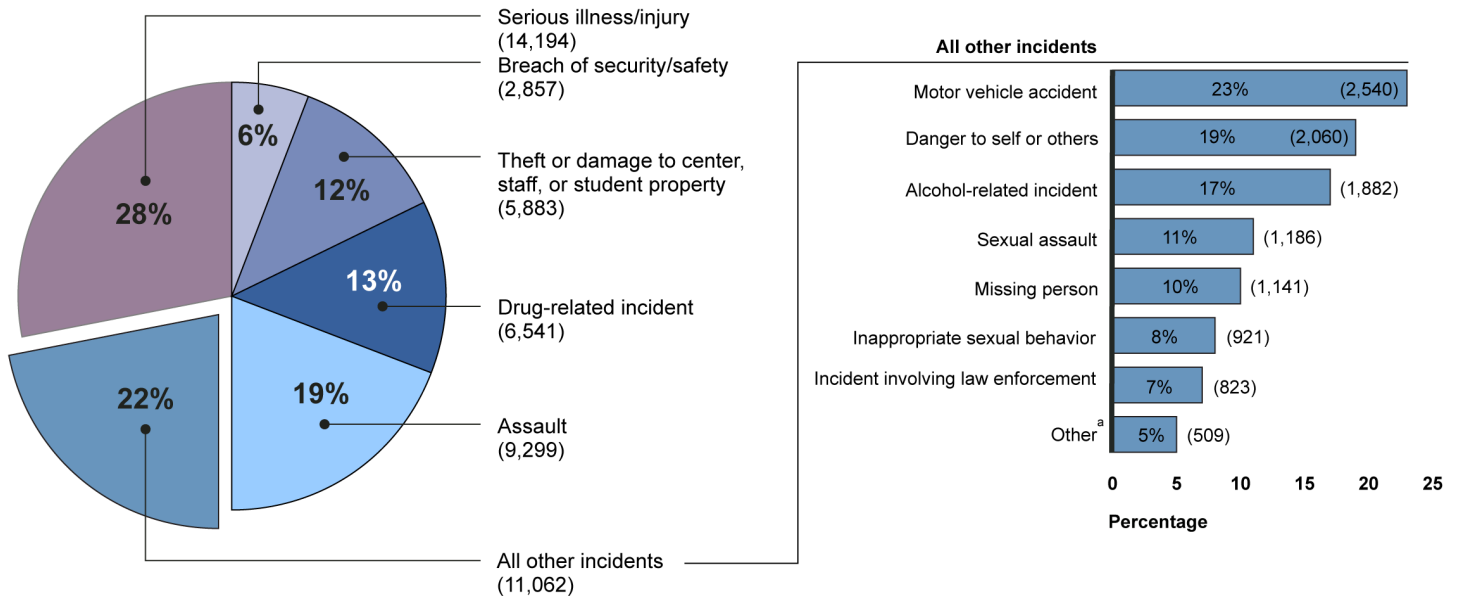 Serious illness/injury
(14,194)
Breach of security/safety
(2,857)
6%
Theft or damage to center,
staff, or student property
(5,883)
12%
28%
13%
Drug-related incident
(6,541)
19%
22%
Assault
(9,299)
All other incidents
(11,062)
All other incidents
Motor vehicle accident 23% (2,540)
Danger to self or others 19% (2,060)
Alcohol-related incident 17% (1,882)
Sexual assault 11% (1,186)
Missing person 10% (1,141)
Inappropriate sexual behavior 8% (921)
Incident involving law enforcement 7% (823)
Other a 5% (509)
0 5 10 15 20 25
Percentage